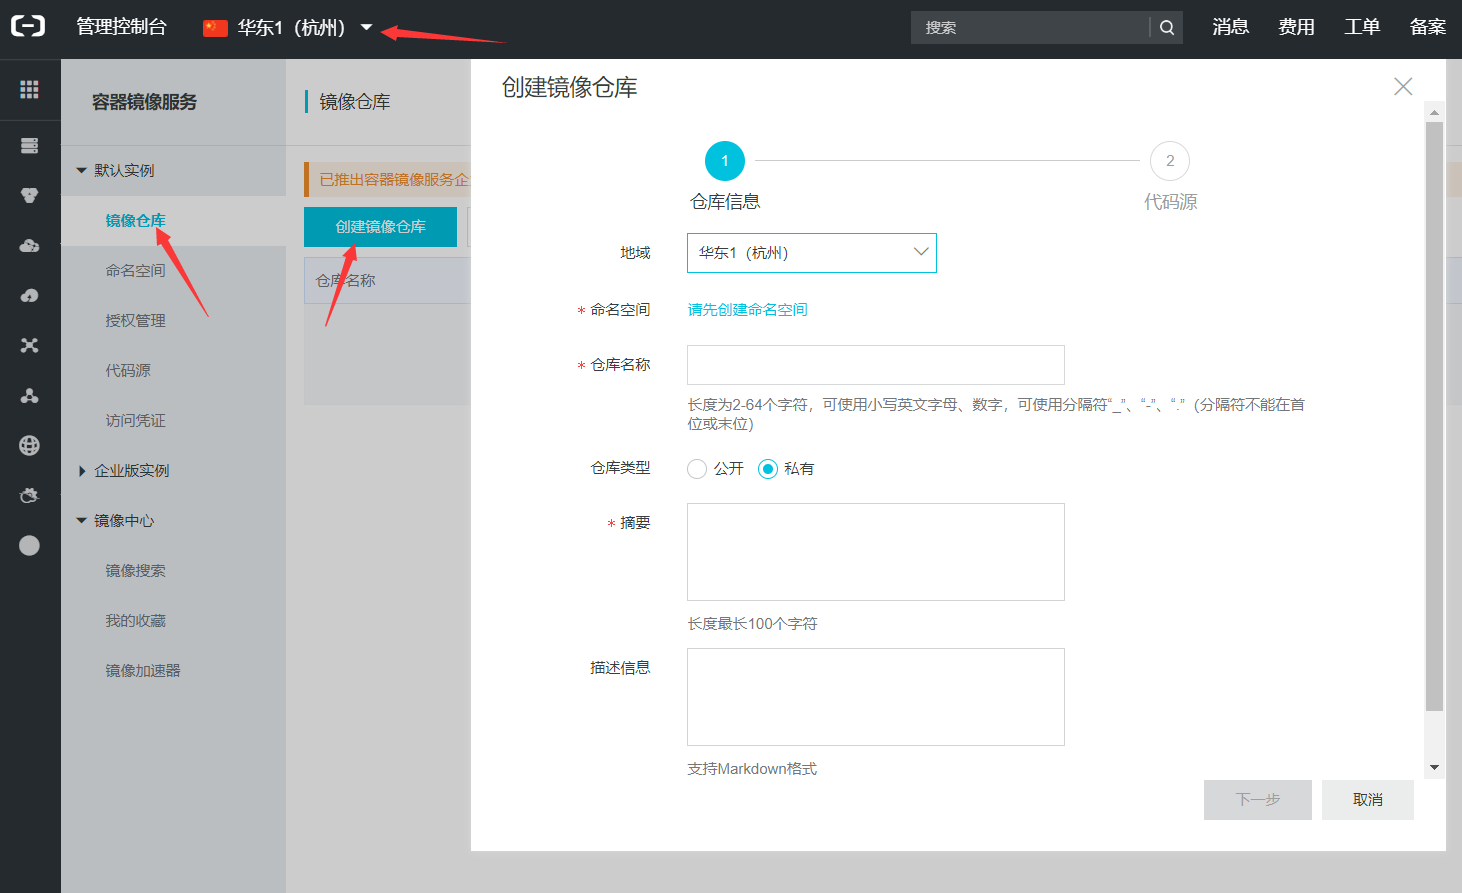 管理控制台
华东1（杭州）
搜索
消息
费用
工单
备案
容器镜像服务
默认实例
镜像仓库
命名空间
授权管理
代码源
访问凭证
企业版实例
镜像中心
镜像搜索
我的收藏
镜像加速器
镜像仓库
已推出容器镜像服务企
创建镜像仓库
仓库名称
创建镜像仓库
1
2
仓库信息
代码源
地域
华东1（杭州）
* 命名空间
请先创建命名空间
* 仓库名称
长度为2-64个字符，可使用小写英文字母、数字，可使用分隔符“_”、“-”、“.”（分隔符不能在首
位或末位）
仓库类型
公开
私有
* 摘要
长度最长100个字符
描述信息
支持Markdown格式
下一步
取消